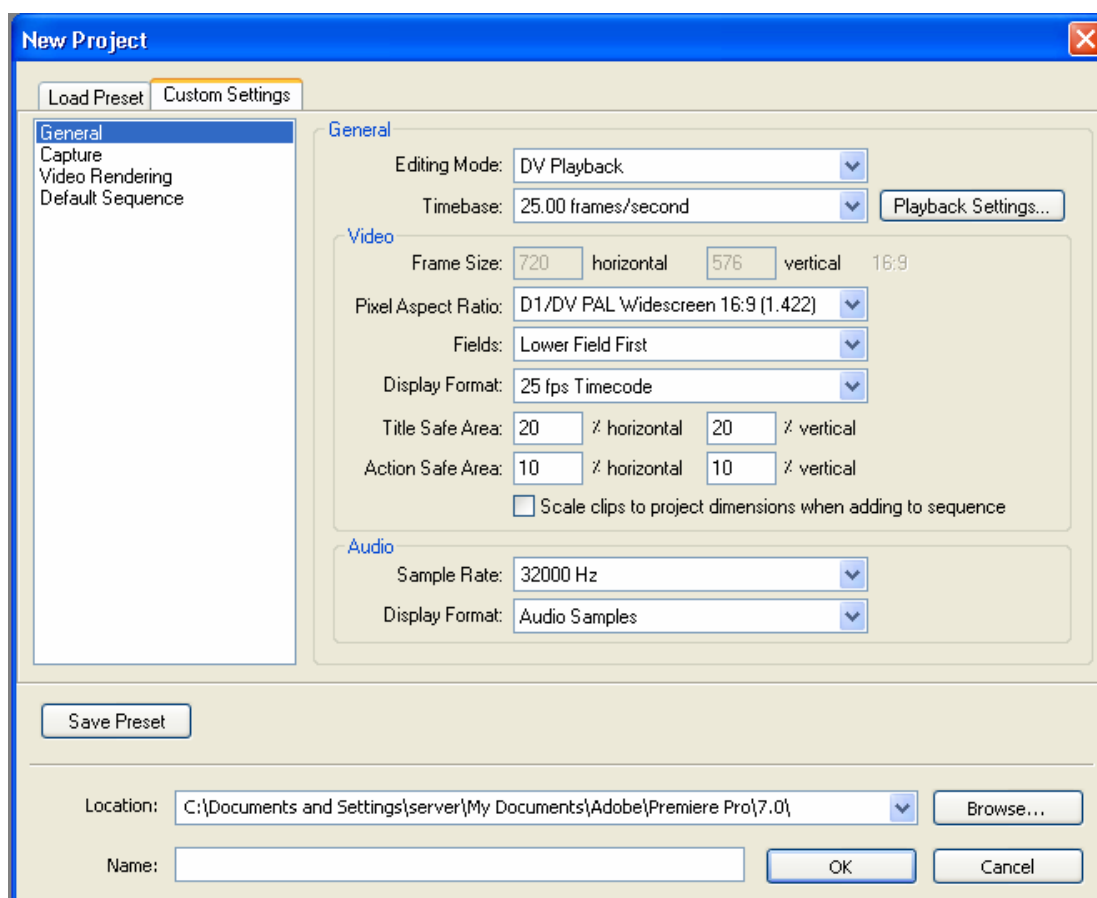 New Project
Load Preset Custom Settings
General
Capture
Video Rendering
Default Sequence
General
Editing Mode: DV Playback
Timebase: 25.00 frames/second Playback Settings...
Video
Frame Size: 720 horizontal 576 vertical 16:9
Pixel Aspect Ratio: D1/DV PAL Widescreen 16:9 (1.422)
Fields: Lower Field First
Display Format: 25 fps Timecode
Title Safe Area: 20 % horizontal 20 % vertical
Action Safe Area: 10 % horizontal 10 % vertical
Scale clips to project dimensions when adding to sequence
Audio
Sample Rate: 32000 Hz
Display Format: Audio Samples
Save Preset
Location: C:\Documents and Settings\server\My Documents\Adobe\Premiere Pro\7.0\ Browse...
Name: OK Cancel